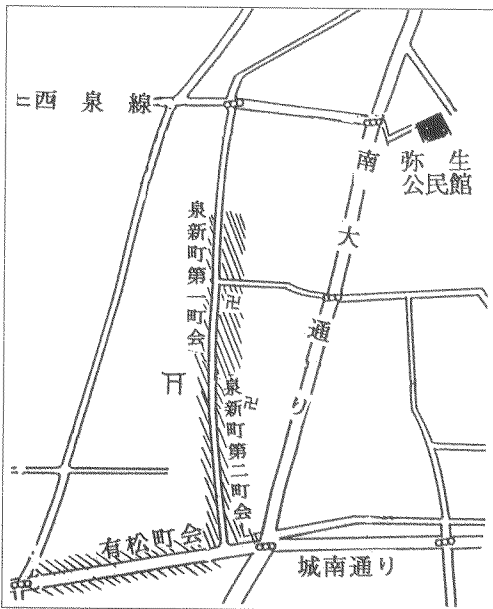 西泉線
南大通り
弥生
公民館
泉新町第一町会
泉新町第二町会
有松町会
城南通り